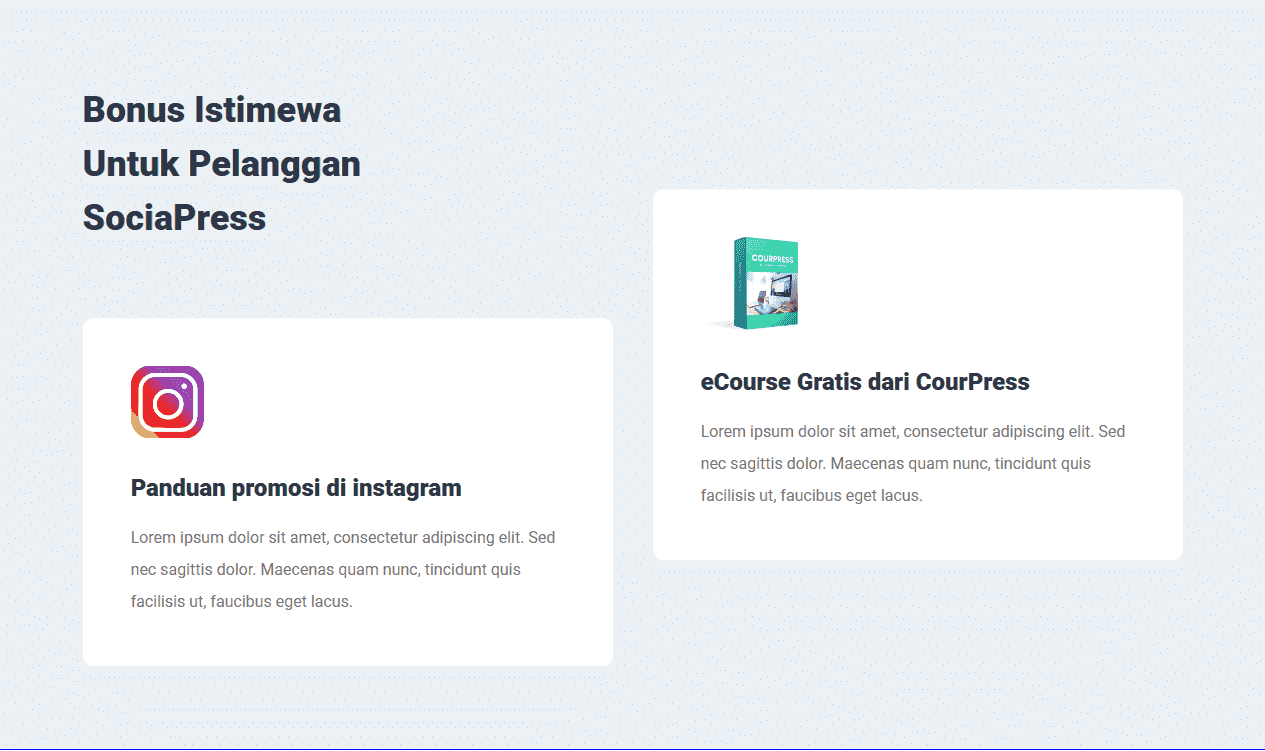 Bonus Istimewa
Untuk Pelanggan
SociaPress
Panduan promosi di instagram
Lorem ipsum dolor sit amet, consectetur adipiscing elit. Sed
nec sagittis dolor. Maecenas quam nunc, tincidunt quis
facilisis ut, faucibus eget lacus.
COURPRESS
eCourse Gratis dari CourPress
Lorem ipsum dolor sit amet, consectetur adipiscing elit. Sed
nec sagittis dolor. Maecenas quam nunc, tincidunt quis
facilisis ut, faucibus eget lacus.